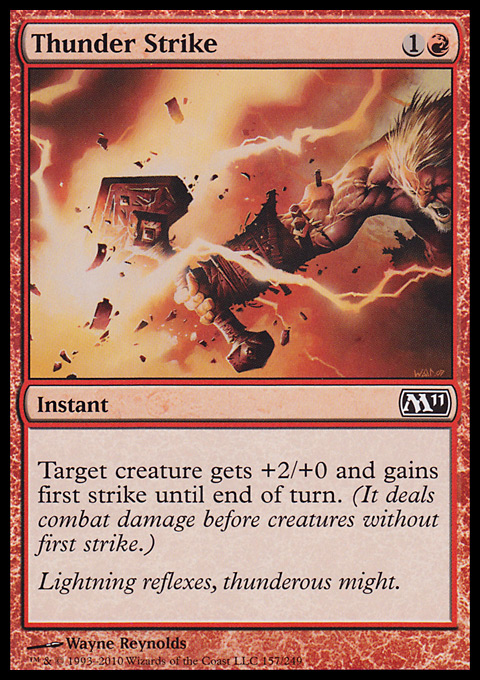 Thunder Strike 1
Instant M11
Target creature gets +2/+0 and gains
first strike until end of turn. (It deals
combat damage before creatures without
first strike.)
Lightning reflexes, thunderous might.
Wayne Reynolds
™ & © 1993–2010 Wizards of the Coast LLC 157/249